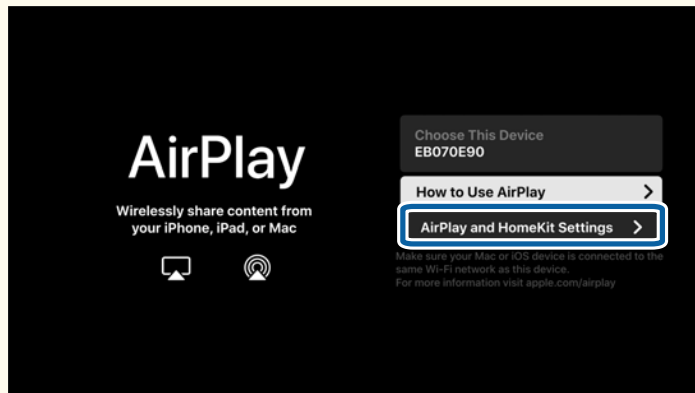 AirPlay
Wirelessly share content from
your iPhone, iPad, or Mac
Choose This Device
EB070E90
How to Use AirPlay
AirPlay and HomeKit Settings
Make sure your Mac or iOS device is connected to the
same Wi-Fi network as this device.
For more information visit apple.com/airplay